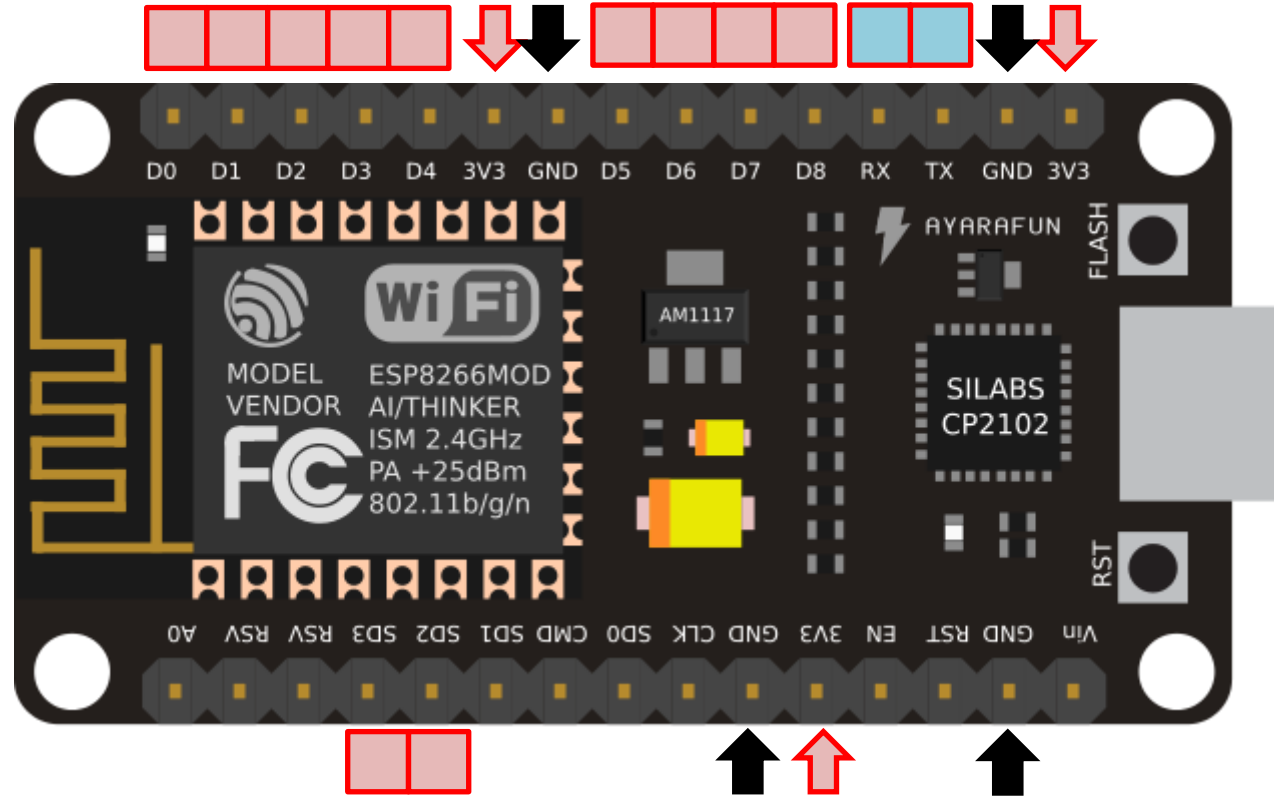 D0 D1 D2 D3 D4 3V3 GND D5 D6 D7 D8 RX TX GND 3V3
AYARAFUN
FLASH
WiFi
AM1117
MODEL
VENDOR
FC
ESP8266MOD
AI/THINKER
ISM 2.4GHz
PA +25dBm
802.11b/g/n
SILABS
CP2102
RST
A0 RSV RSV SD3 SD2 SD1 CMD SD0 CLK GND 3V3 EN RST GND Vin